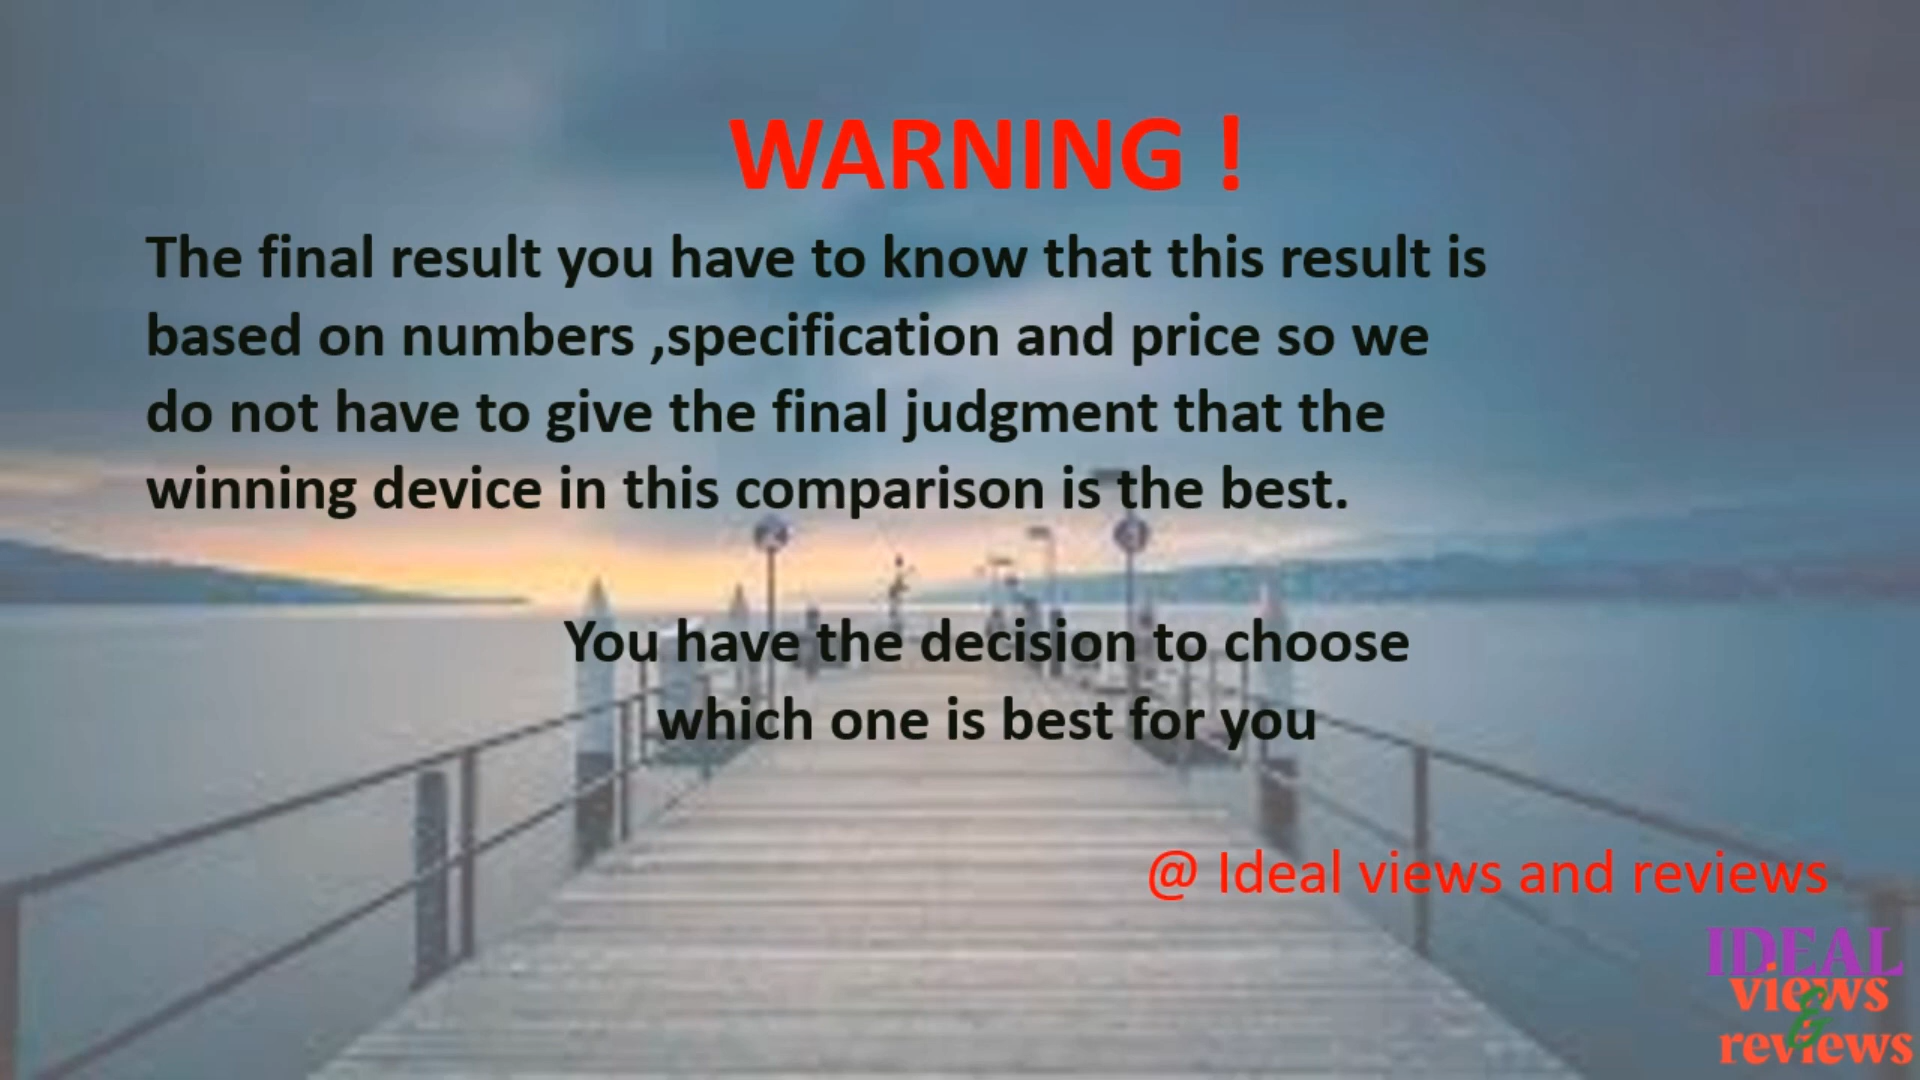 WARNING !
The final result you have to know that this result is
based on numbers ,specification and price so we
do not have to give the final judgment that the
winning device in this comparison is the best.
You have the decision to choose
which one is best for you
@ Ideal views and reviews
IDEAL
views
&
reviews